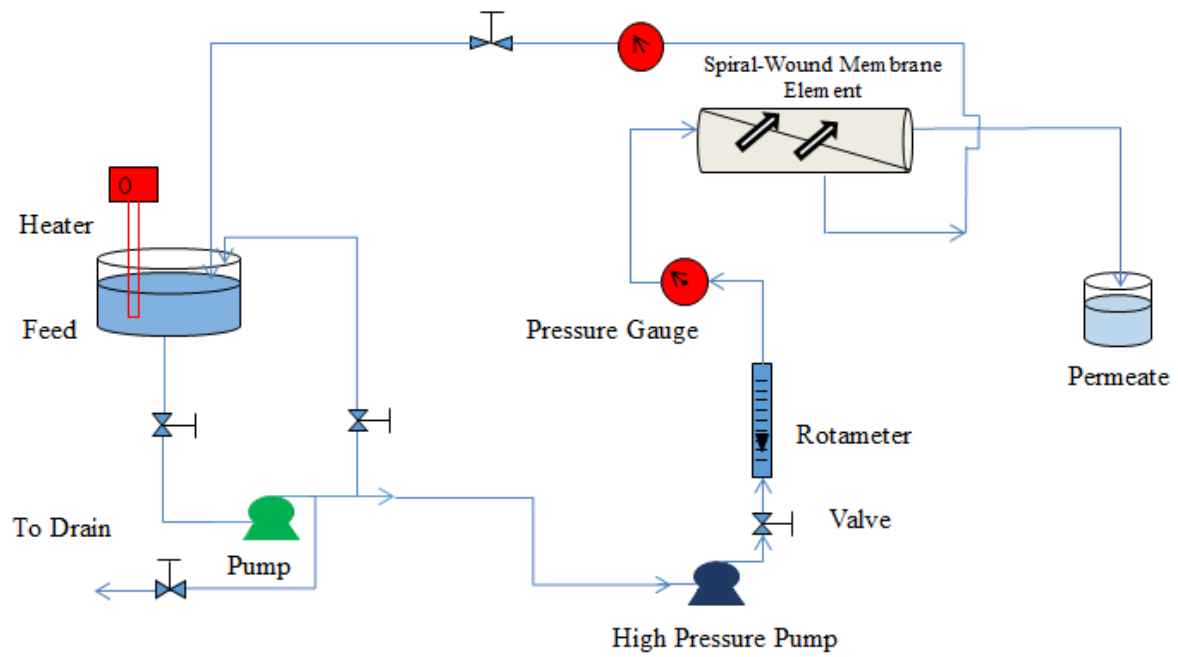 Spiral-Wound Membrane
Element
O
Heater
Feed
Pressure Gauge
Permeate
Rotameter
To Drain
Valve
Pump
High Pressure Pump